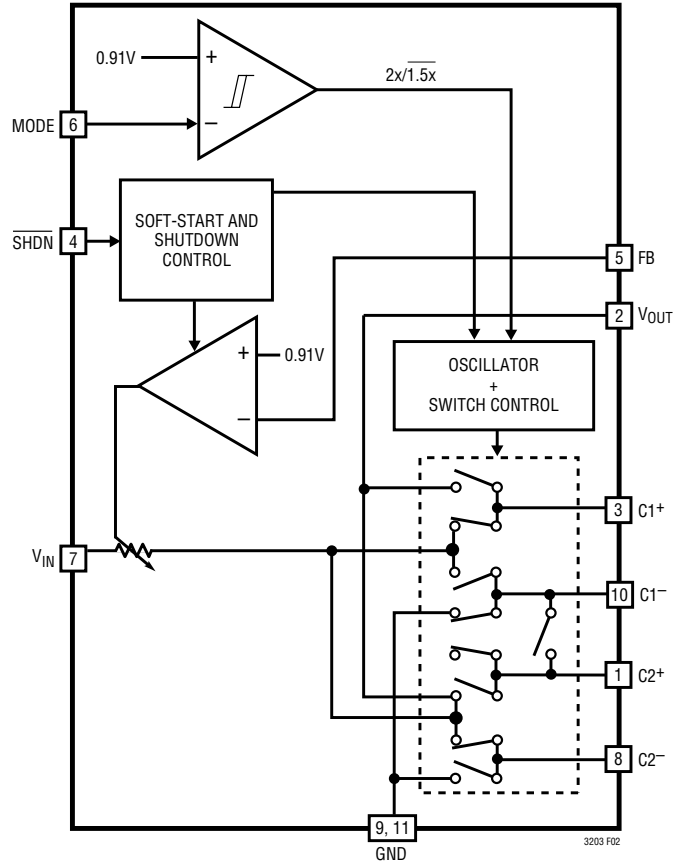 0.91V
+
−
2x/1.5x
MODE
6
SHDN
4
SOFT-START AND
SHUTDOWN
CONTROL
5
FB
2
VOUT
+
0.91V
−
OSCILLATOR
+
SWITCH CONTROL
3
C1+
VIN
7
10
C1−
1
C2+
8
C2−
9, 11
GND
3203 F02